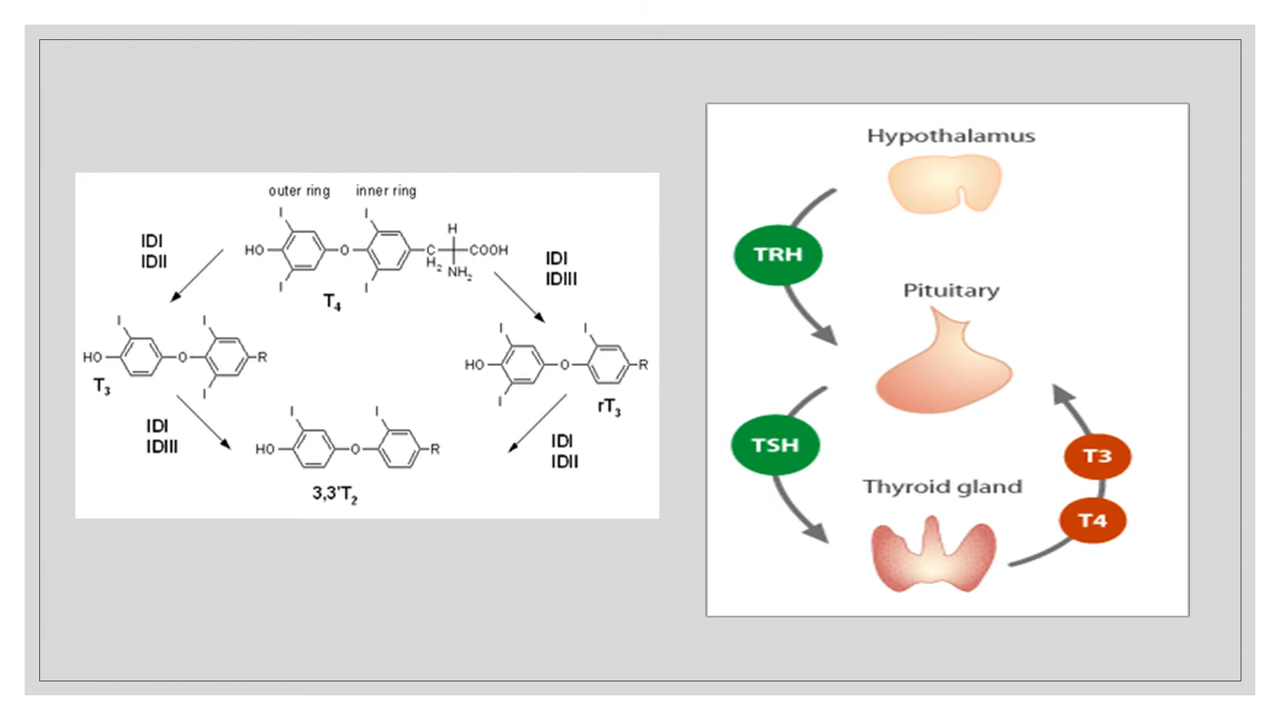 outer ring inner ring
IDI
IDII
I
I
HO
O
C
H
COOH
H2
NH2
I
I
T4
IDI
IDIII
I
I
HO
O
R
I
T3
I
I
HO
O
R
I
rT3
IDI
IDIII
I
I
HO
O
R
3,3'T2
IDI
IDII
Hypothalamus
TRH
Pituitary
TSH
T3
Thyroid gland
T4